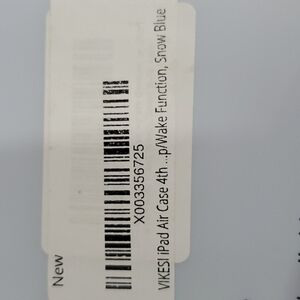 X003356725
VIKESI iPad Air Case 4th ...p/Wake Function, Snow Blue
New